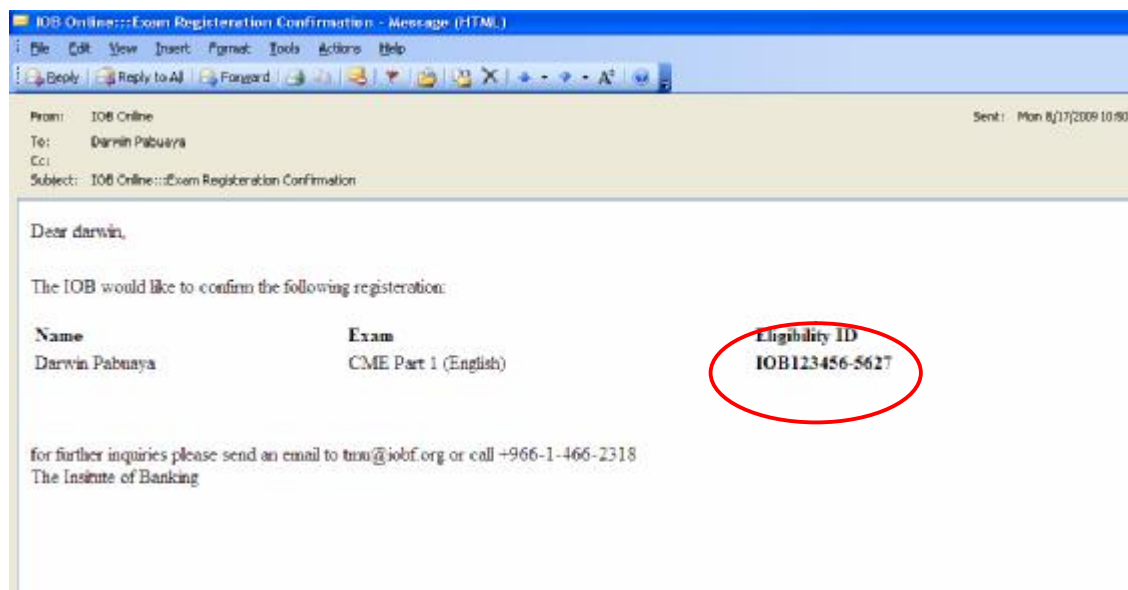 IOB Online:::Exam Registeration Confirmation - Message (HTML)
File Edit View Insert Format Tools Actions Help
Reply Reply to All Forward
From: IOB Online Sent: Mon 8/17/2009
To: Darwin Pabuaya
Cc:
Subject: IOB Online:::Exam Registeration Confirmation
Dear darwin,
The IOB would like to confirm the following registeration:
Name Exam Eligibility ID
Darwin Pabuaya CME Part 1 (English) IOB123456-5627
for further inquiries please send an email to or call +966-1-466-2318
The Insitute of Banking